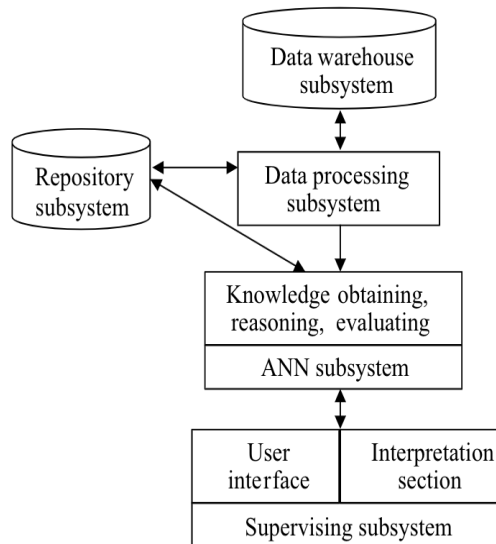 Data warehouse
subsystem
Repository
subsystem
Data processing
subsystem
Knowledge obtaining,
reasoning, evaluating
ANN subsystem
User
interface
Interpretation
section
Supervising subsystem